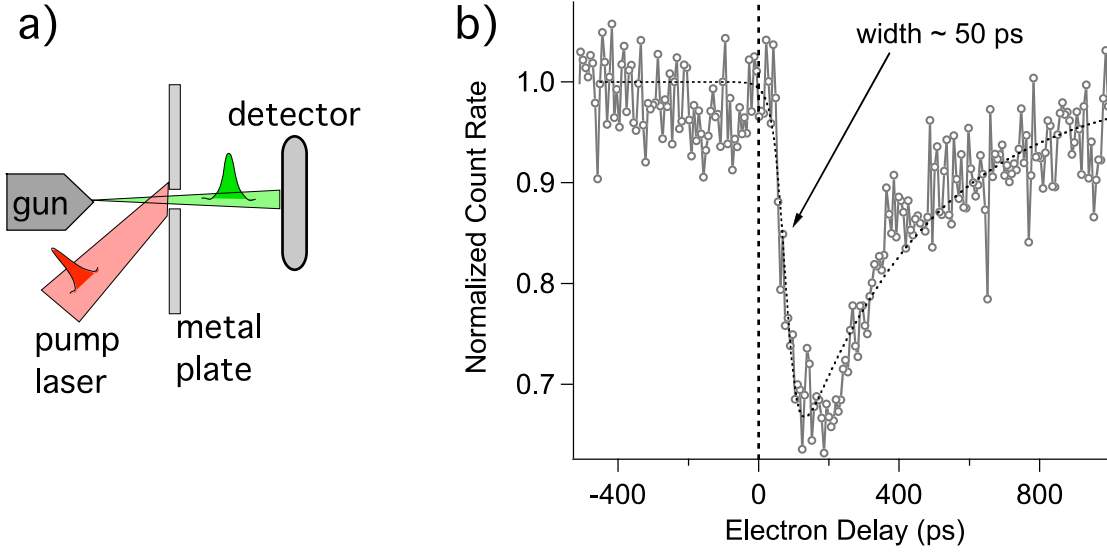 a)
gun
detector
pump
laser
metal
plate
b)
width ~ 50 ps
Normalized Count Rate
1.0
0.9
0.8
0.7
-400
0
400
800
Electron Delay (ps)